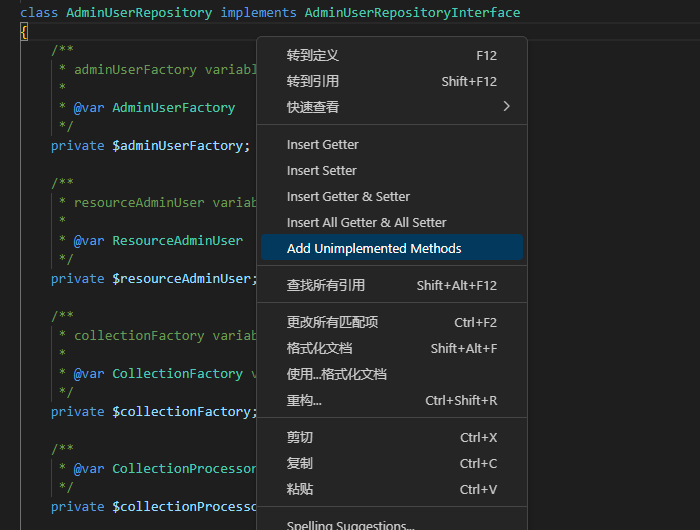 class AdminUserRepository implements AdminUserRepositoryInterface
{
/**
* adminUserFactory variabl
*
* @var AdminUserFactory
*/
private $adminUserFactory;
/**
* resourceAdminUser variab
*
* @var ResourceAdminUser
*/
private $resourceAdminUser;
/**
* collectionFactory variab
*
* @var CollectionFactory v
*/
private $collectionFactory;
/**
* @var CollectionProcessor
*/
private $collectionProcesso
转到定义 F12
转到引用 Shift+F12
快速查看
Insert Getter
Insert Setter
Insert Getter & Setter
Insert All Getter & All Setter
Add Unimplemented Methods
查找所有引用 Shift+Alt+F12
更改所有匹配项 Ctrl+F2
格式化文档 Shift+Alt+F
使用...格式化文档
重构... Ctrl+Shift+R
剪切 Ctrl+X
复制 Ctrl+C
粘贴 Ctrl+V
Spelling Suggestions...